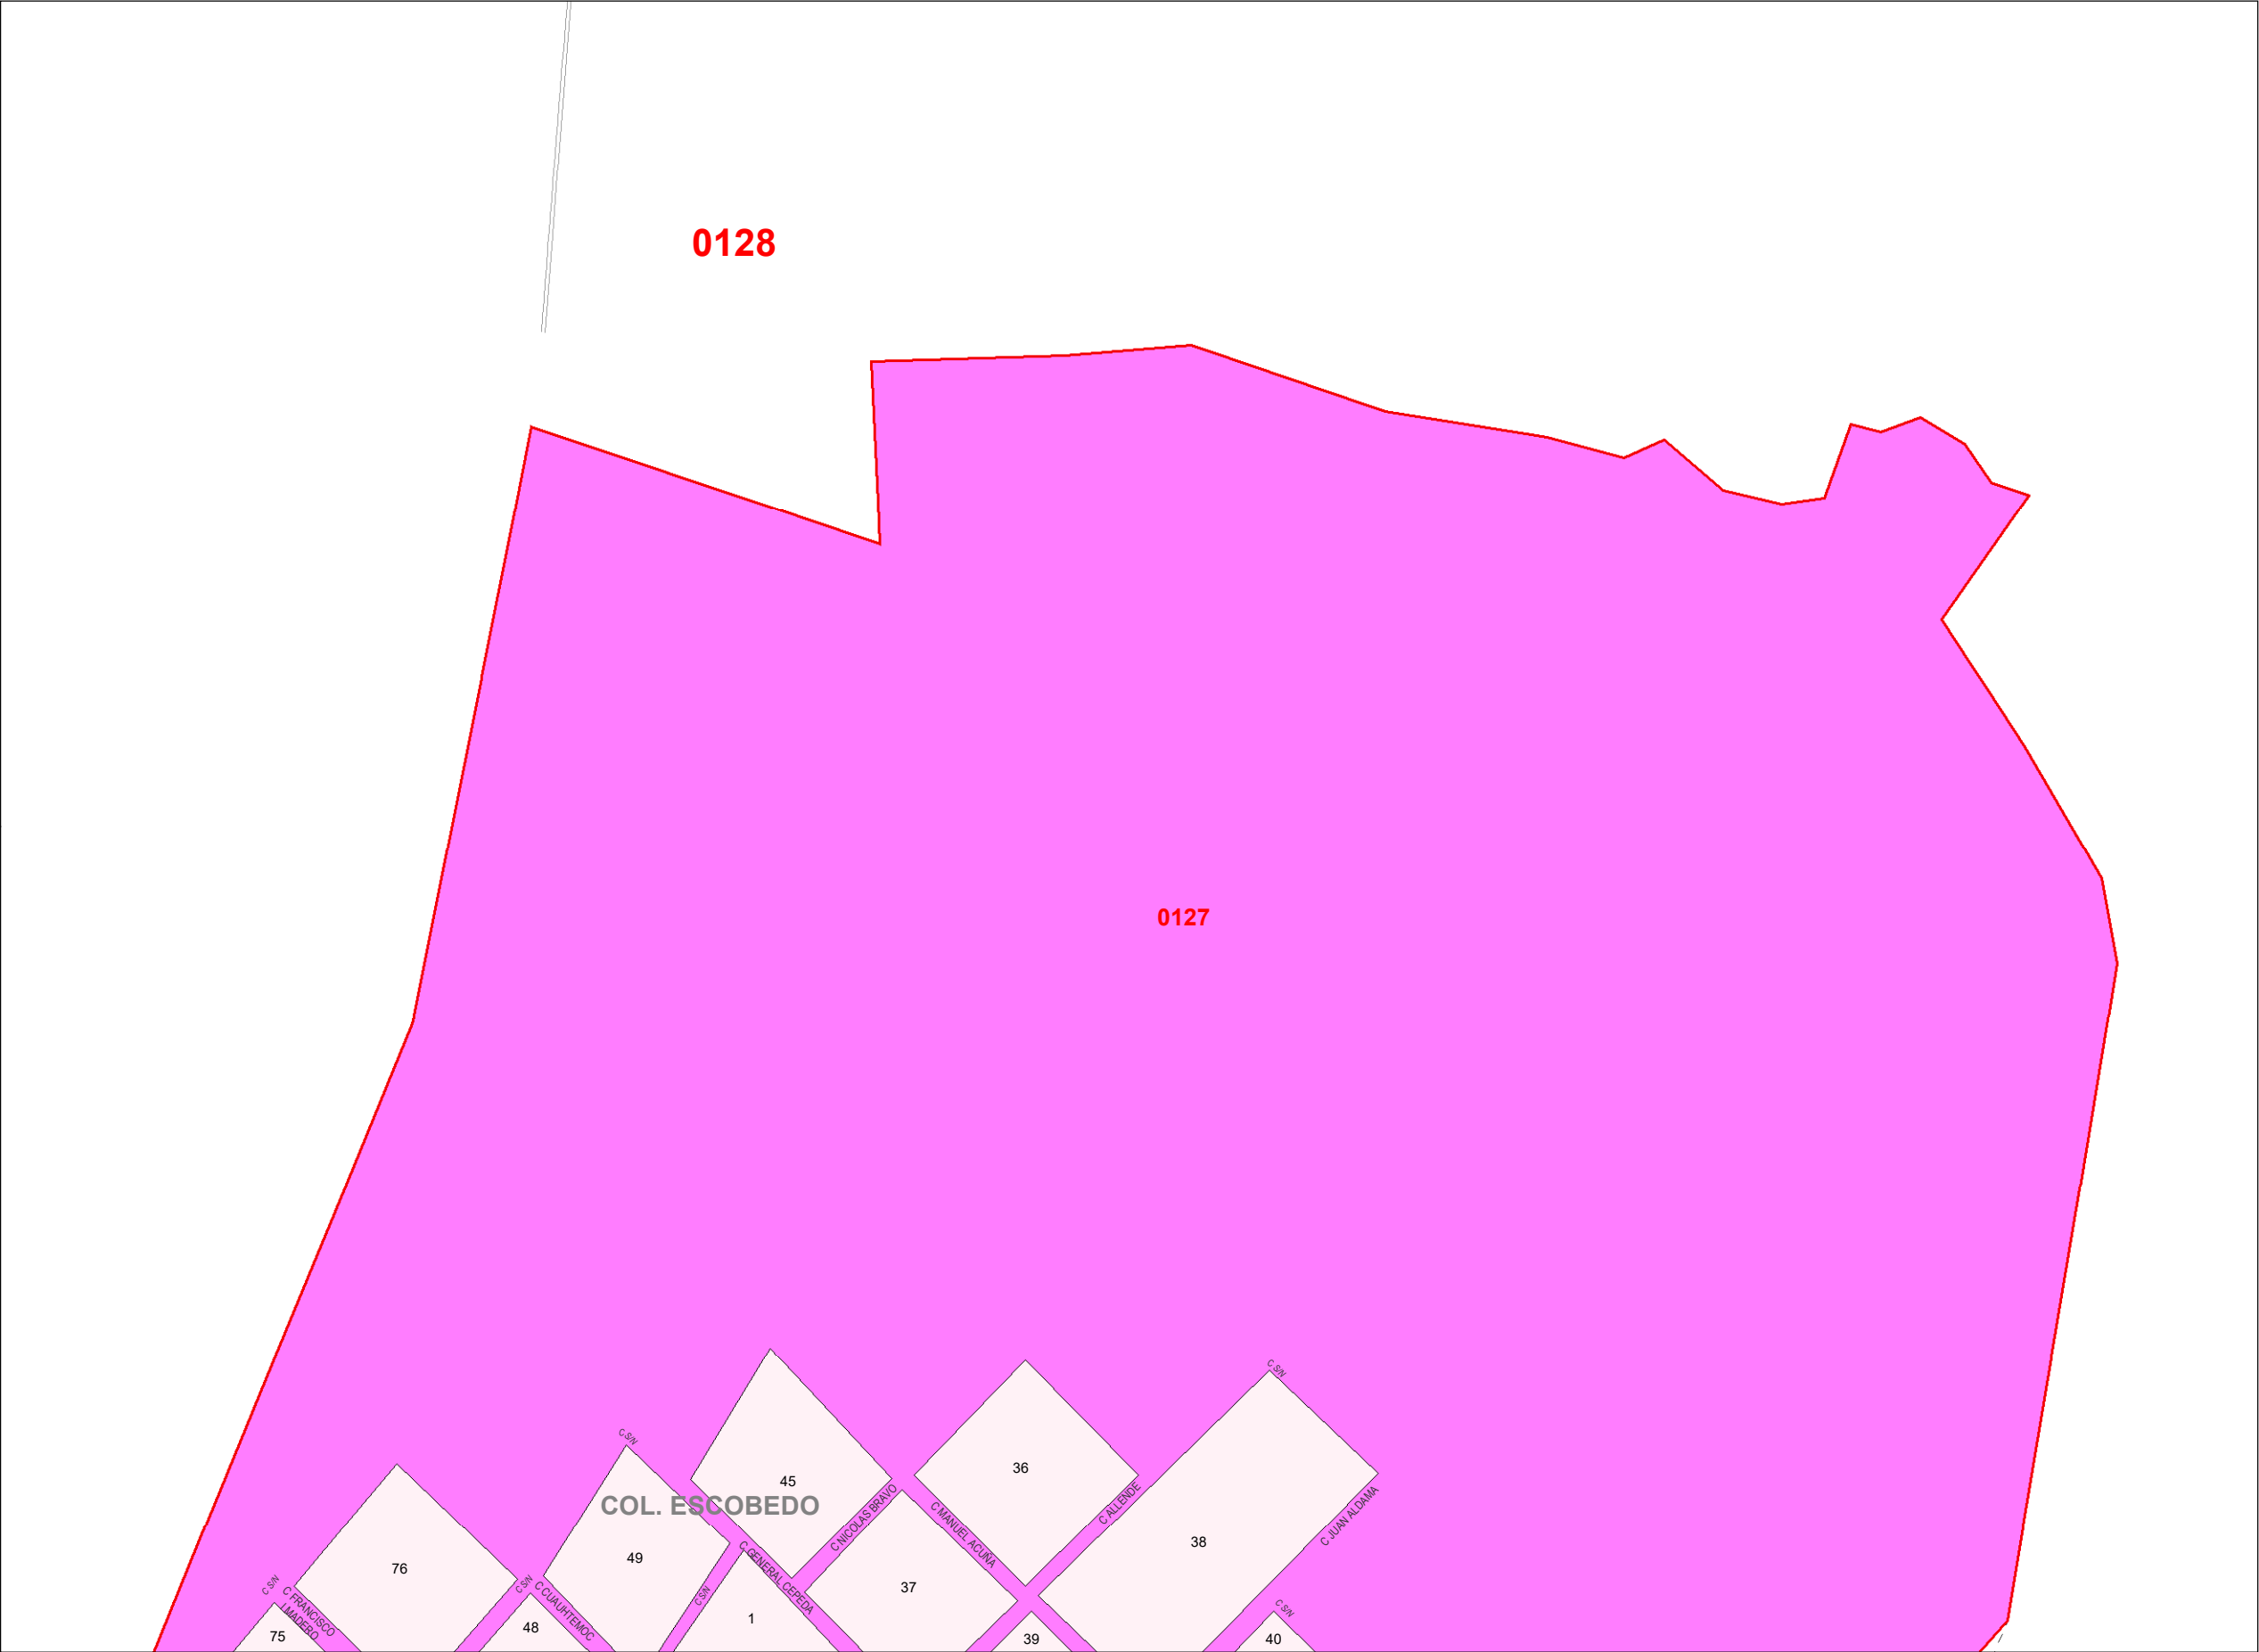 0128
0127
C S/N
C S/N
45
36
COL. ESCOBEDO
C NICOLAS BRAVO
C MANUEL ACUÑA
C ALLENDE
C JUAN ALDAMA
38
49
76
C GENERAL CEPEDA
37
C S/N
C FRANCISCO
I.MADERO
C S/N
C CUAUHTEMOC
C S/N
1
C S/N
75
48
39
40